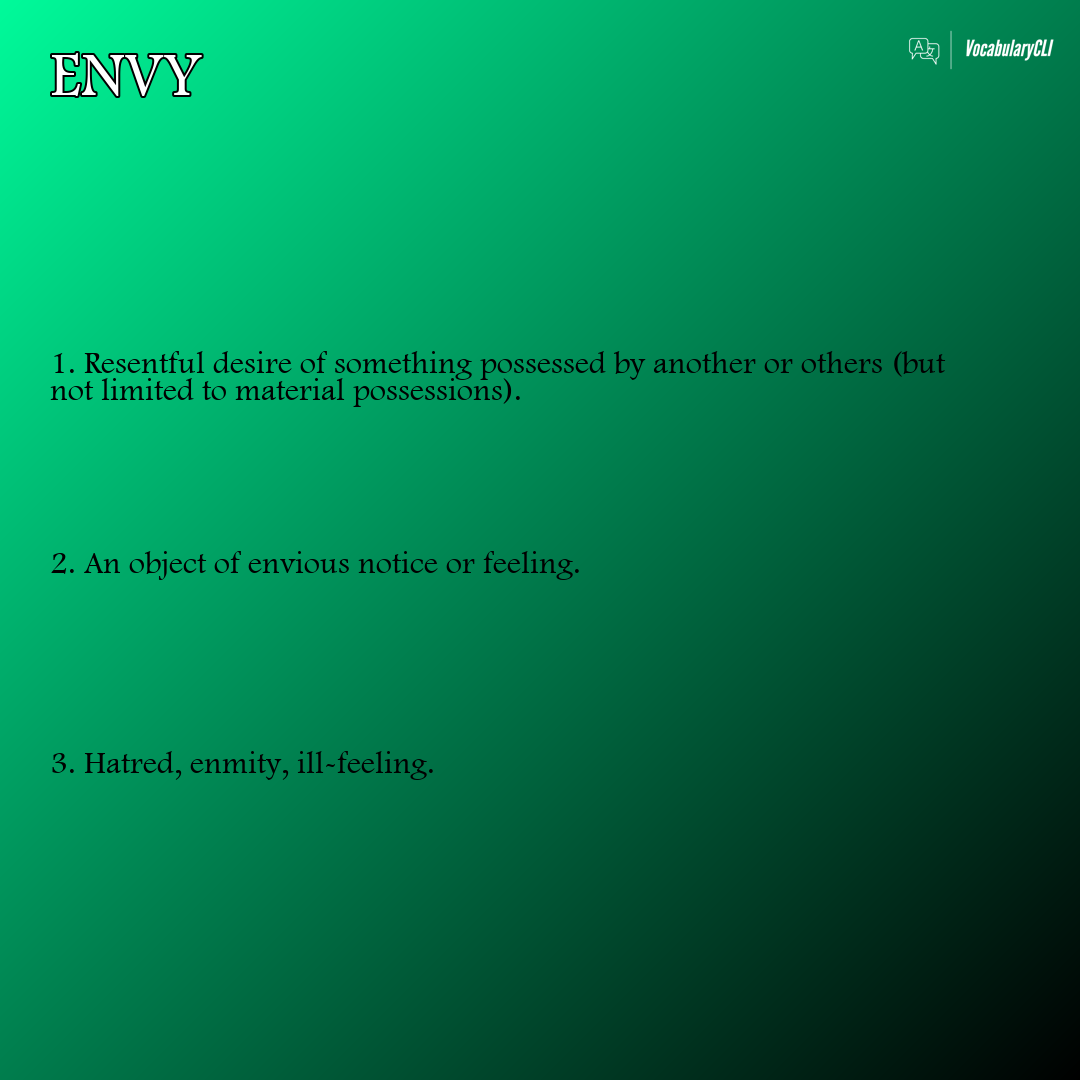 ENVY
VocabularyCLI
1. Resentful desire of something possessed by another or others (but
not limited to material possessions).
2. An object of envious notice or feeling.
3. Hatred, enmity, ill-feeling.